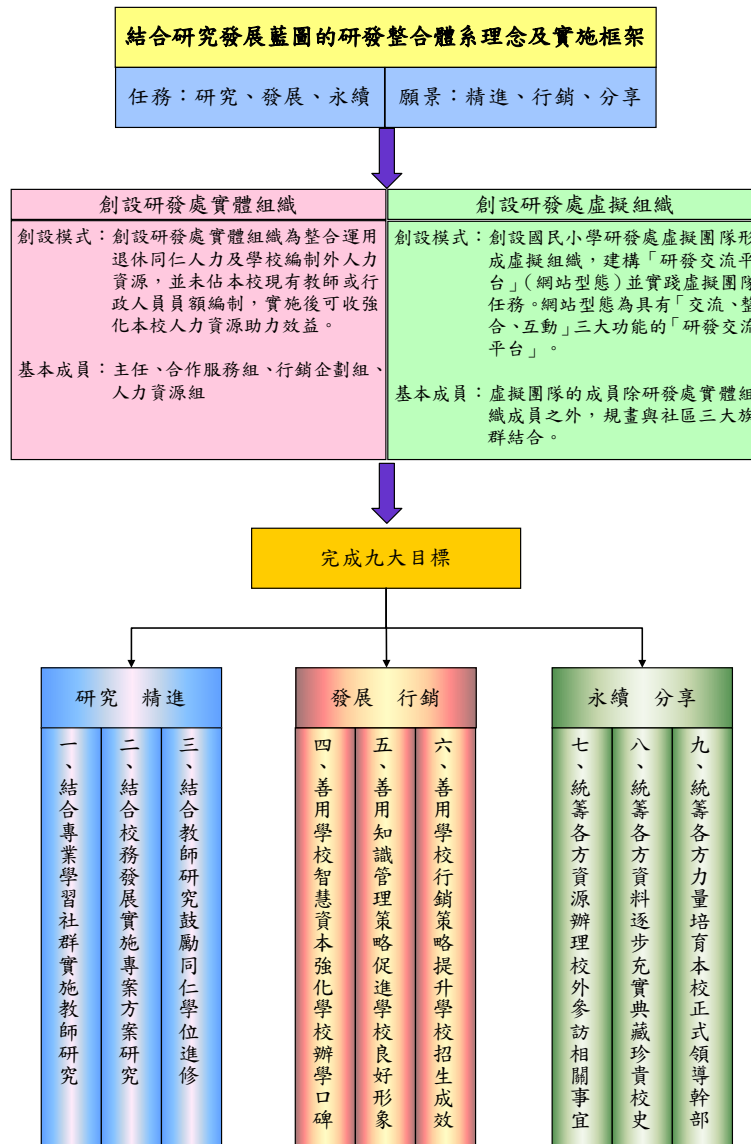 結合研究發展藍圖的研發整合體系理念及實施框架
任務：研究、發展、永續
願景：精進、行銷、分享
創設研發處實體組織
創設模式：創設研發處實體組織為整合運用
退休同仁人力及學校編制外人力
資源，並未佔本校現有教師或行
政人員員額編制，實施後可收強
化本校人力資源助力效益。
基本成員：主任、合作服務組、行銷企劃組、
人力資源組
創設研發處虛擬組織
創設模式：創設國民小學研發處虛擬團隊形
成虛擬組織，建構「研發交流平
台」（網站型態）並實踐虛擬團隊
任務。網站型態為具有「交流、整
合、互動」三大功能的「研發交流
平台」。
基本成員：虛擬團隊的成員除研發處實體組
織成員之外，規畫與社區三大族
群結合。
完成九大目標
研究　精進
一、結合專業學習社群實施教師研究
二、結合校務發展實施專案方案研究
三、結合教師研究鼓勵同仁學位進修
發展　行銷
四、善用學校智慧資本強化學校辦學口碑
五、善用知識管理策略促進學校良好形象
六、善用學校行銷策略提升學校招生成效
永續　分享
七、統籌各方資源辦理校外參訪相關事宜
八、統籌各方資料逐步充實典藏珍貴校史
九、統籌各方力量培育本校正式領導幹部